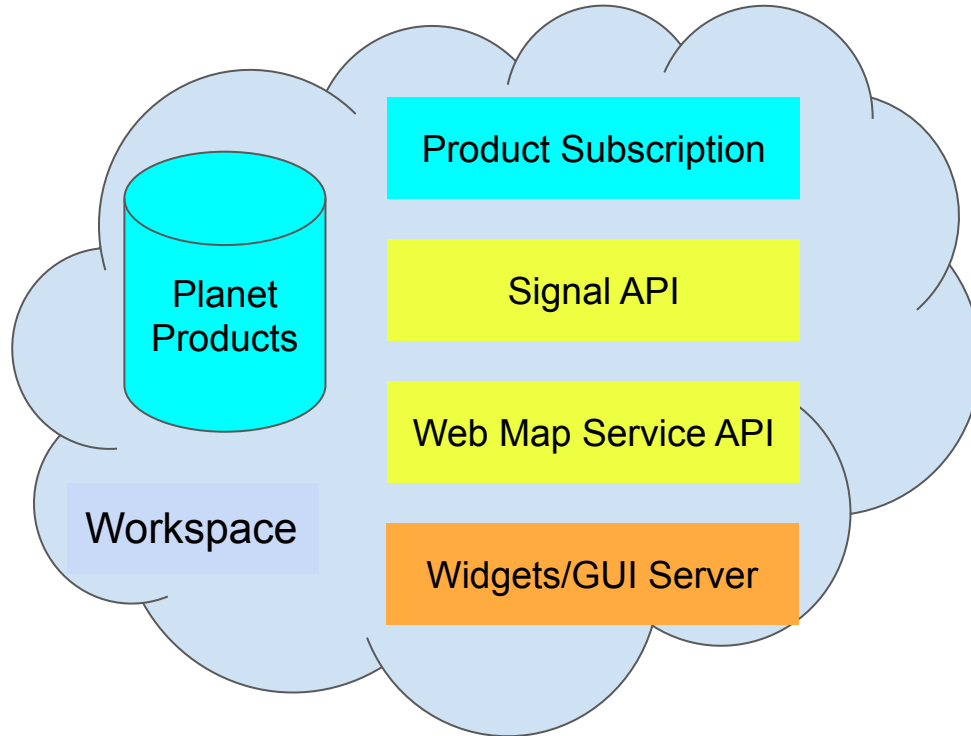 Product Subscription
Planet
Products
Signal API
Web Map Service API
Workspace
Widgets/GUI Server